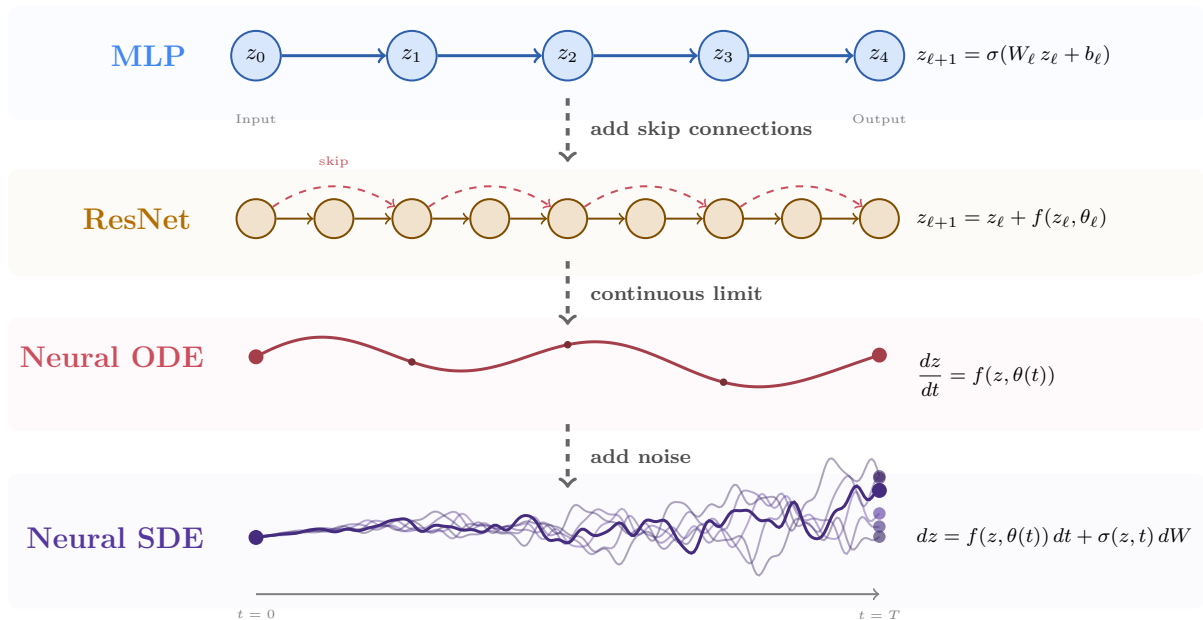 MLP
z₀ z₁ z₂ z₃ z₄
z_{ℓ+1} = σ(W_ℓ z_ℓ + b_ℓ)
Input
Output
add skip connections
skip
ResNet
z_{ℓ+1} = z_ℓ + f(z_ℓ, θ_ℓ)
continuous limit
Neural ODE
dz/dt = f(z, θ(t))
add noise
Neural SDE
dz = f(z, θ(t)) dt + σ(z, t) dW
t = 0
t = T